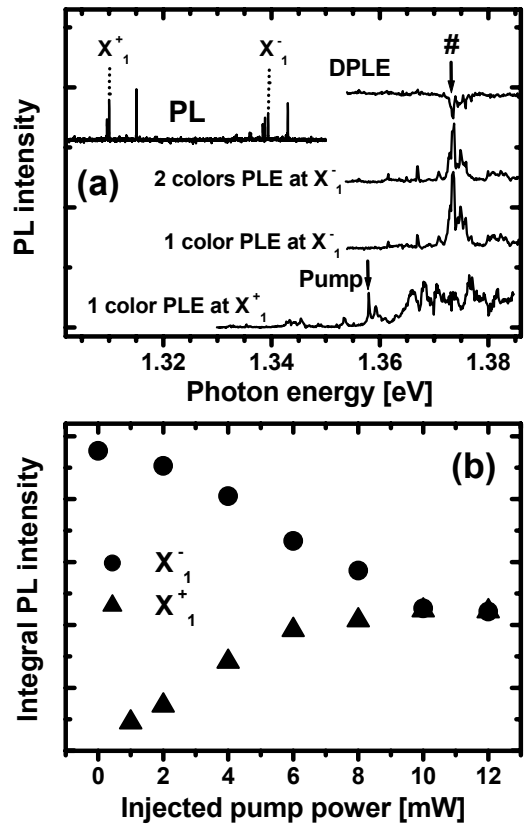 X⁺₁
X⁻₁
#
DPLE
PL
(a)
2 colors PLE at X⁻₁
1 color PLE at X⁻₁
Pump
1 color PLE at X⁺₁
PL intensity
1.32 1.34 1.36 1.38
Photon energy [eV]
(b)
X⁻₁
X⁺₁
Integral PL intensity
0 2 4 6 8 10 12
Injected pump power [mW]